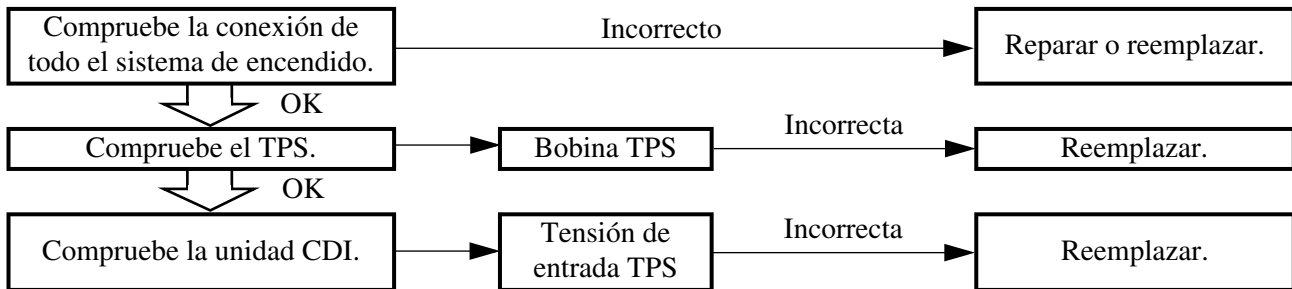 Compruebe la conexión de
todo el sistema de encendido.
Incorrecto
Reparar o reemplazar.
OK
Compruebe el TPS.
Bobina TPS
Incorrecta
Reemplazar.
OK
Compruebe la unidad CDI.
Tensión de
entrada TPS
Incorrecta
Reemplazar.